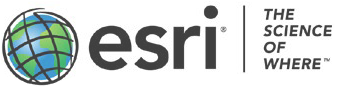 esri®
THE
SCIENCE
OF
WHERE™